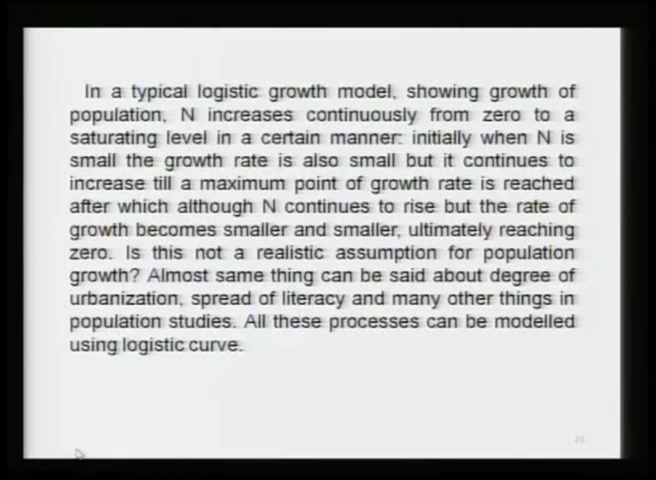 In a typical logistic growth model, showing growth of
population, N increases continuously from zero to a
saturating level in a certain manner: initially when N is
small the growth rate is also small but it continues to
increase till a maximum point of growth rate is reached
after which although N continues to rise but the rate of
growth becomes smaller and smaller, ultimately reaching
zero. Is this not a realistic assumption for population
growth? Almost same thing can be said about degree of
urbanization, spread of literacy and many other things in
population studies. All these processes can be modelled
using logistic curve.